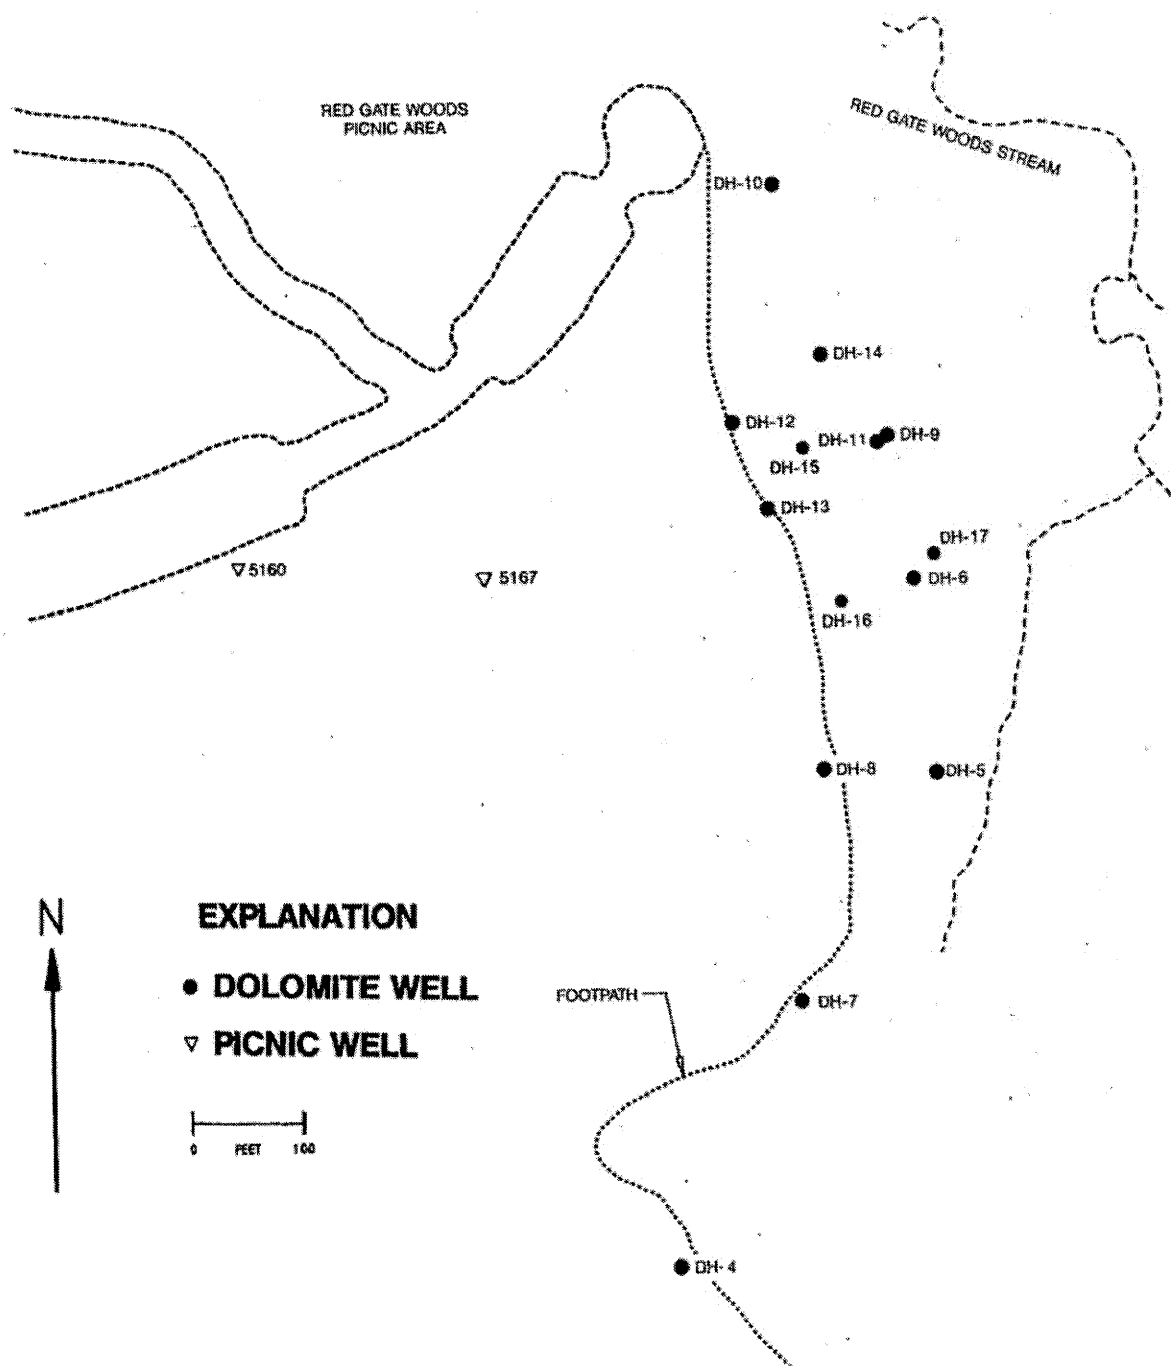 RED GATE WOODS
PICNIC AREA
RED GATE WOODS STREAM
DH-10
DH-14
DH-12
DH-11
DH-9
DH-15
DH-13
DH-17
5160
5167
DH-6
DH-16
DH-8
DH-5
N
EXPLANATION
DOLOMITE WELL
FOOTPATH
DH-7
PICNIC WELL
0 FEET 100
DH-4